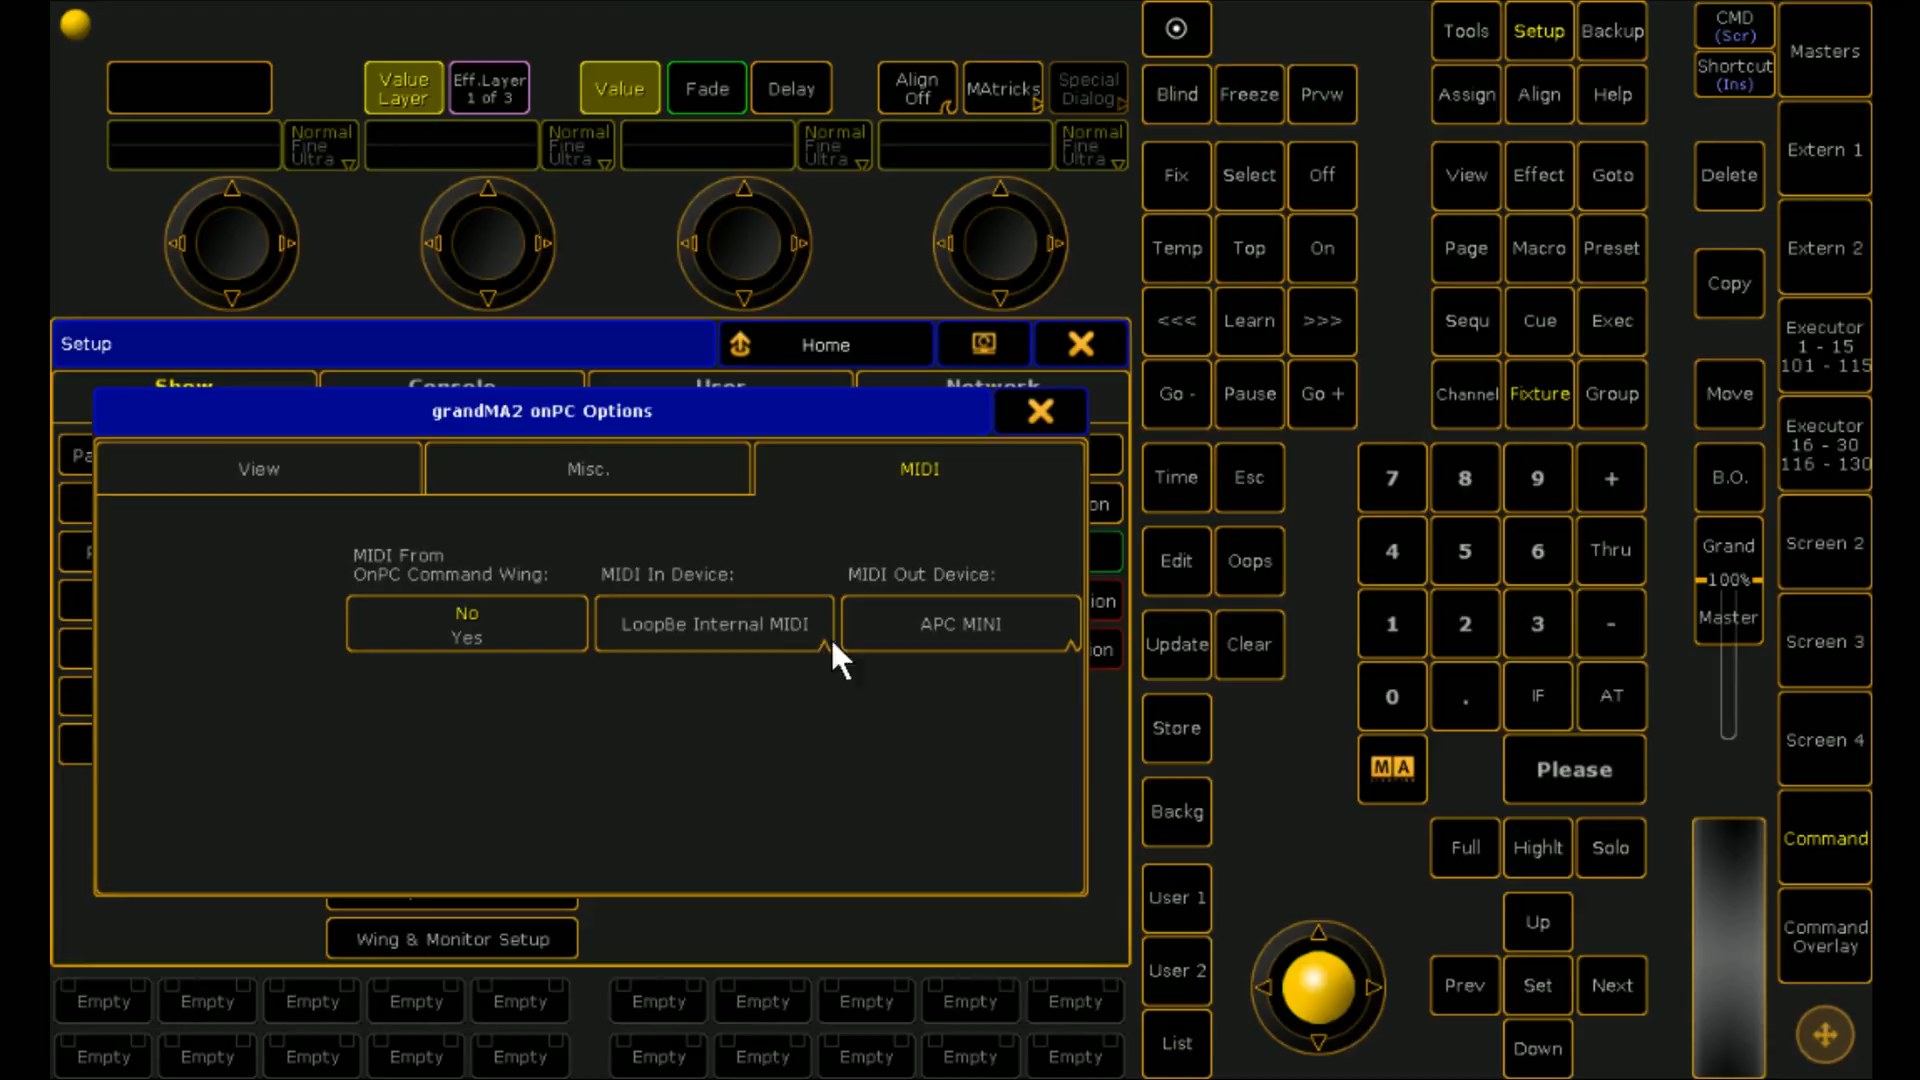 Value
Layer
Eff.Layer
1 of 3
Value
Fade
Delay
Align
Off
MAtricks
Special
Dialog
Normal
Fine
Ultra
Normal
Fine
Ultra
Normal
Fine
Ultra
Normal
Fine
Ultra
Setup
Home
Show
Console
User
Network
grandMA2 onPC Options
View
Misc.
MIDI
MIDI From
OnPC Command Wing:
MIDI In Device:
MIDI Out Device:
No
Yes
LoopBe Internal MIDI
APC MINI
Pa
on
ion
ion
Wing & Monitor Setup
Empty Empty Empty Empty Empty Empty Empty Empty Empty Empty
Empty Empty Empty Empty Empty Empty Empty Empty Empty Empty
Blind Freeze Prvw
Fix Select Off
Temp Top On
<<< Learn >>>
Go - Pause Go +
Time Esc
Edit Oops
Update Clear
Store
Backg
User 1
User 2
List
Tools Setup Backup
Assign Align Help
View Effect Goto
Page Macro Preset
Sequ Cue Exec
Channel Fixture Group
7 8 9 +
4 5 6 Thru
1 2 3 -
0 . IF AT
MA
Please
Full Highlt Solo
Up
Prev Set Next
Down
CMD
(Scr)
Shortcut
(Ins)
Delete
Copy
Move
B.O.
Grand
100%
Master
Masters
Extern 1
Extern 2
Executor
1 - 15
101 - 115
Executor
16 - 30
116 - 130
Screen 2
Screen 3
Screen 4
Command
Command
Overlay